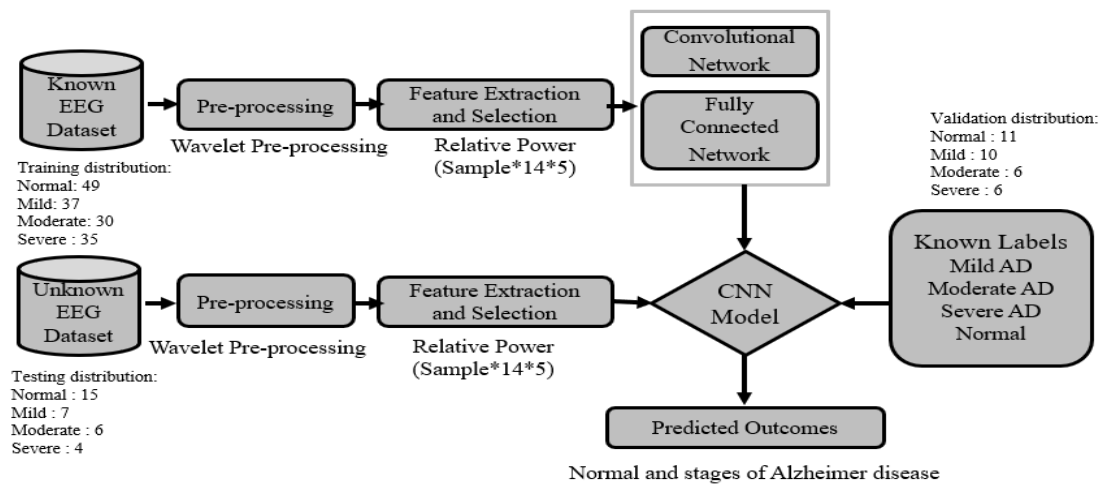 Known
EEG
Dataset
Training distribution:
Normal: 49
Mild: 37
Moderate: 30
Severe : 35
Pre-processing
Wavelet Pre-processing
Feature Extraction
and Selection
Relative Power
(Sample*14*5)
Convolutional
Network
Fully
Connected
Network
Validation distribution:
Normal : 11
Mild : 10
Moderate : 6
Severe : 6
Known Labels
Mild AD
Moderate AD
Severe AD
Normal
Unknown
EEG
Dataset
Testing distribution:
Normal : 15
Mild : 7
Moderate : 6
Severe : 4
Pre-processing
Wavelet Pre-processing
Feature Extraction
and Selection
Relative Power
(Sample*14*5)
CNN
Model
Predicted Outcomes
Normal and stages of Alzheimer disease